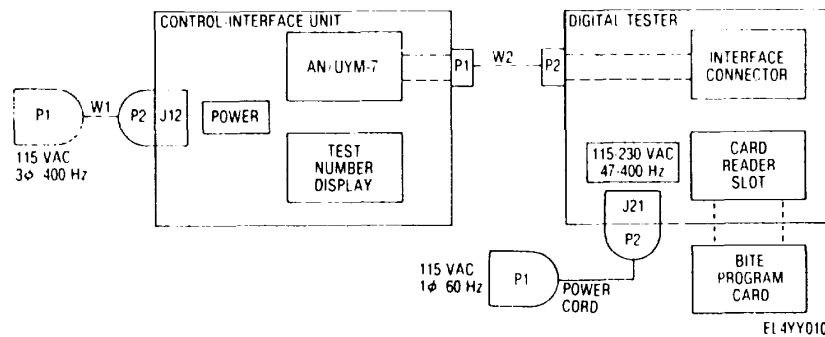 CONTROL-INTERFACE UNIT
DIGITAL TESTER
AN/UYM-7
P1
W2
P2
INTERFACE
CONNECTOR
P1
W1
P2
J12
POWER
115 VAC
3ϕ 400 Hz
TEST
NUMBER
DISPLAY
115-230 VAC
47-400 Hz
CARD
READER
SLOT
J21
P2
115 VAC
1ϕ 60 Hz
P1
POWER
CORD
BITE
PROGRAM
CARD
EL4YY010